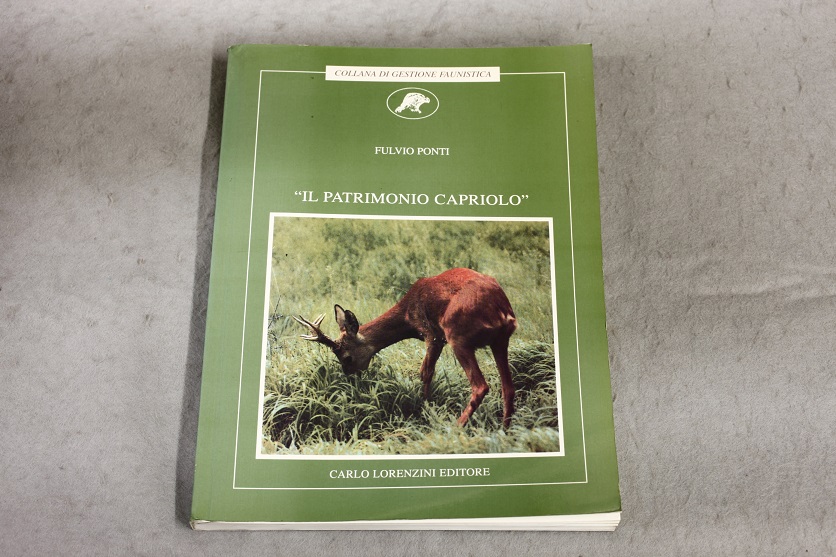 COLLANA DI GESTIONE FAUNISTICA
FULVIO PONTI
“IL PATRIMONIO CAPRIOLO”
CARLO LORENZINI EDITORE